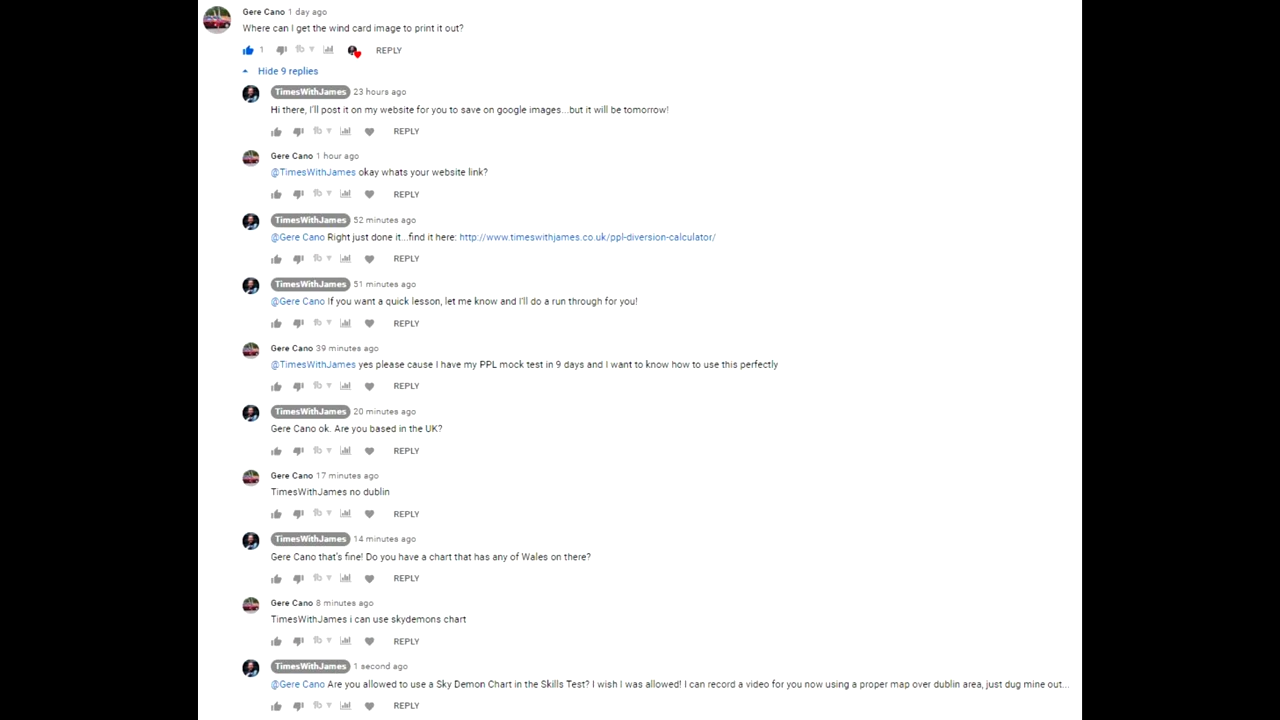 Gere Cano 1 day ago
Where can I get the wind card image to print it out?
1 REPLY
Hide 9 replies
TimesWithJames 23 hours ago
Hi there, I'll post it on my website for you to save on google images...but it will be tomorrow!
REPLY
Gere Cano 1 hour ago
@TimesWithJames okay whats your website link?
REPLY
TimesWithJames 52 minutes ago
@Gere Cano Right just done it...find it here: http://www.timeswithjames.co.uk/ppl-diversion-calculator/
REPLY
TimesWithJames 51 minutes ago
@Gere Cano If you want a quick lesson, let me know and I'll do a run through for you!
REPLY
Gere Cano 39 minutes ago
@TimesWithJames yes please cause I have my PPL mock test in 9 days and I want to know how to use this perfectly
REPLY
TimesWithJames 20 minutes ago
Gere Cano ok. Are you based in the UK?
REPLY
Gere Cano 17 minutes ago
TimesWithJames no dublin
REPLY
TimesWithJames 14 minutes ago
Gere Cano that's fine! Do you have a chart that has any of Wales on there?
REPLY
Gere Cano 8 minutes ago
TimesWithJames i can use skydemons chart
REPLY
TimesWithJames 1 second ago
@Gere Cano Are you allowed to use a Sky Demon Chart in the Skills Test? I wish I was allowed! I can record a video for you now using a proper map over dublin area, just dug mine out...
REPLY